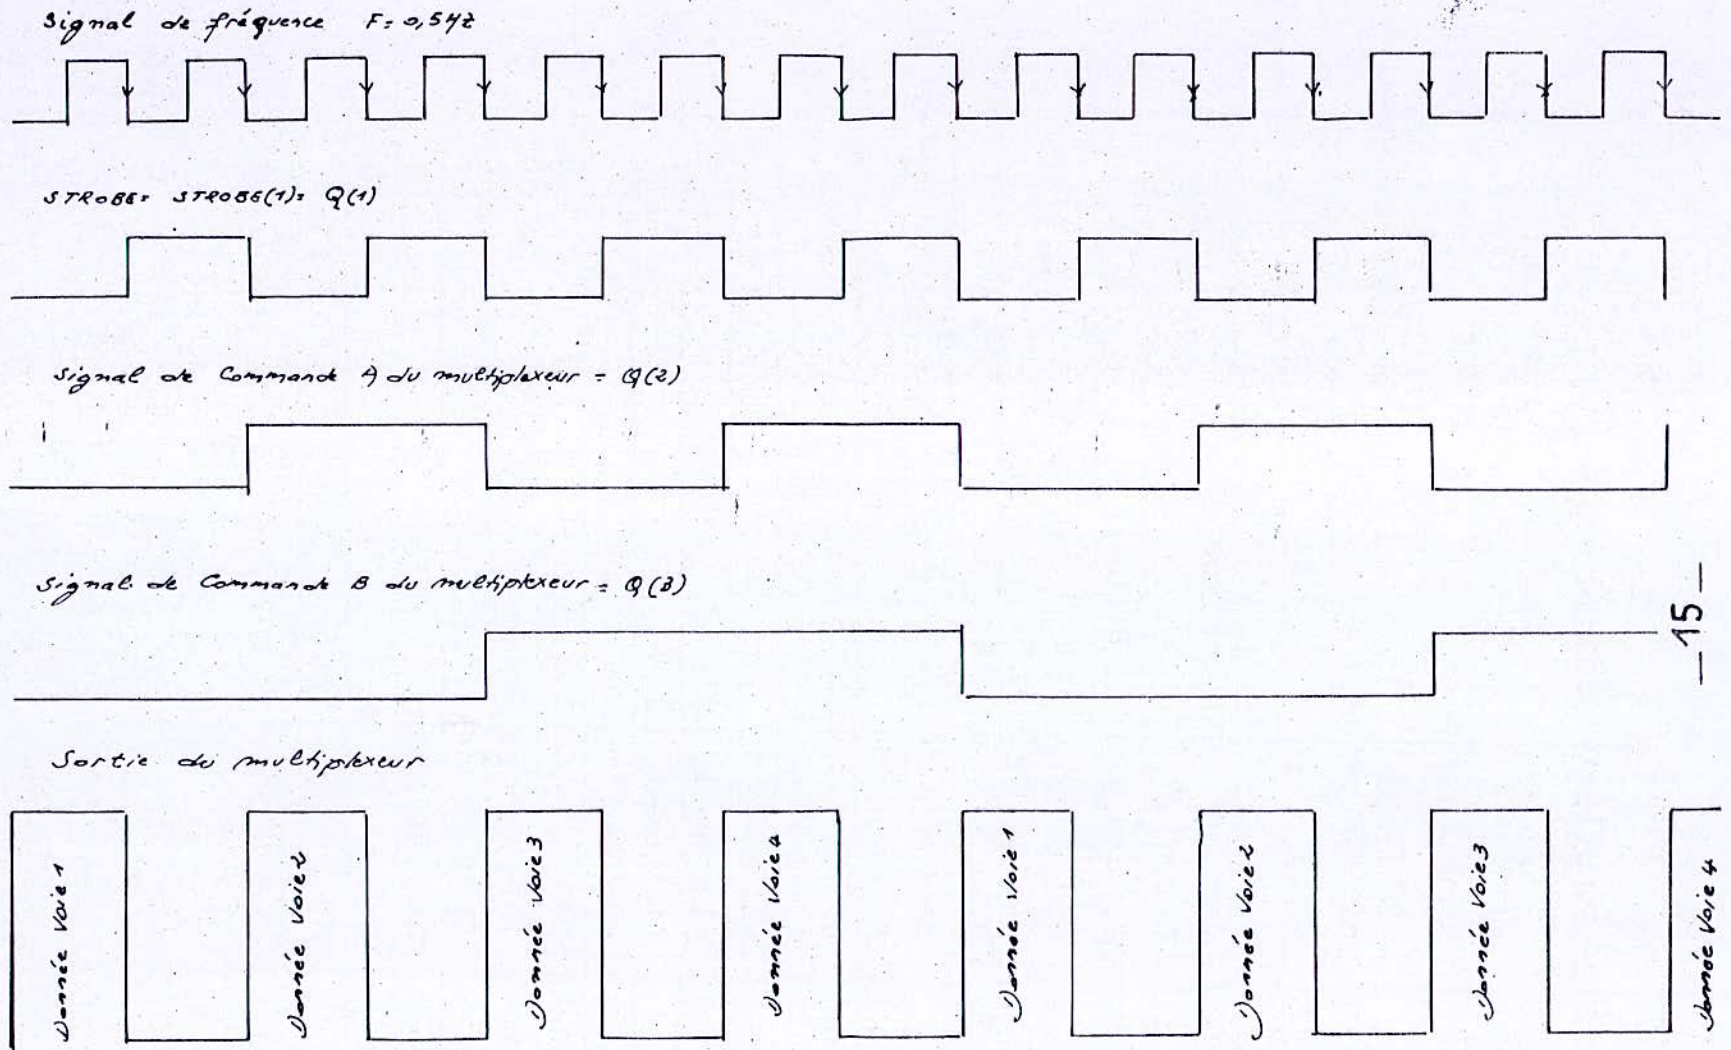 Signal de fréquence F= 0,5Hz
STROBE= STROBE(1)= Q(1)
Signal de Commande A du multiplexeur = Q(2)
Signal de Commande B du multiplexeur = Q(3)
Sortie du multiplexeur
Donnée Voie 1
Donnée Voie 2
Donnée Voie 3
Donnée Voie 4
Donnée Voie 1
Donnée Voie 2
Donnée Voie 3
Donnée Voie 4
—15—